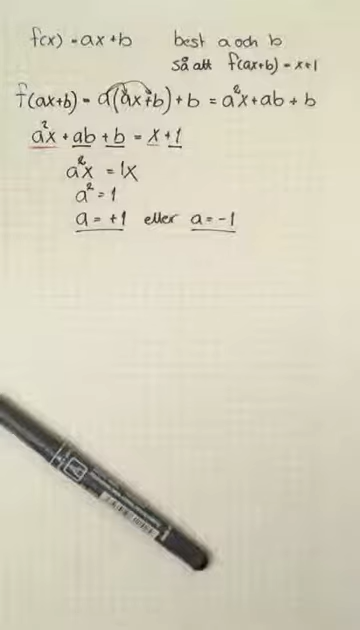 f(x) = ax + b best a och b
så att f(ax+b) = x+1
f(ax+b) = a(ax+b) + b = a²x + ab + b
a²x + ab + b = x + 1
a²x = 1x
a² = 1
a = +1 eller a = -1